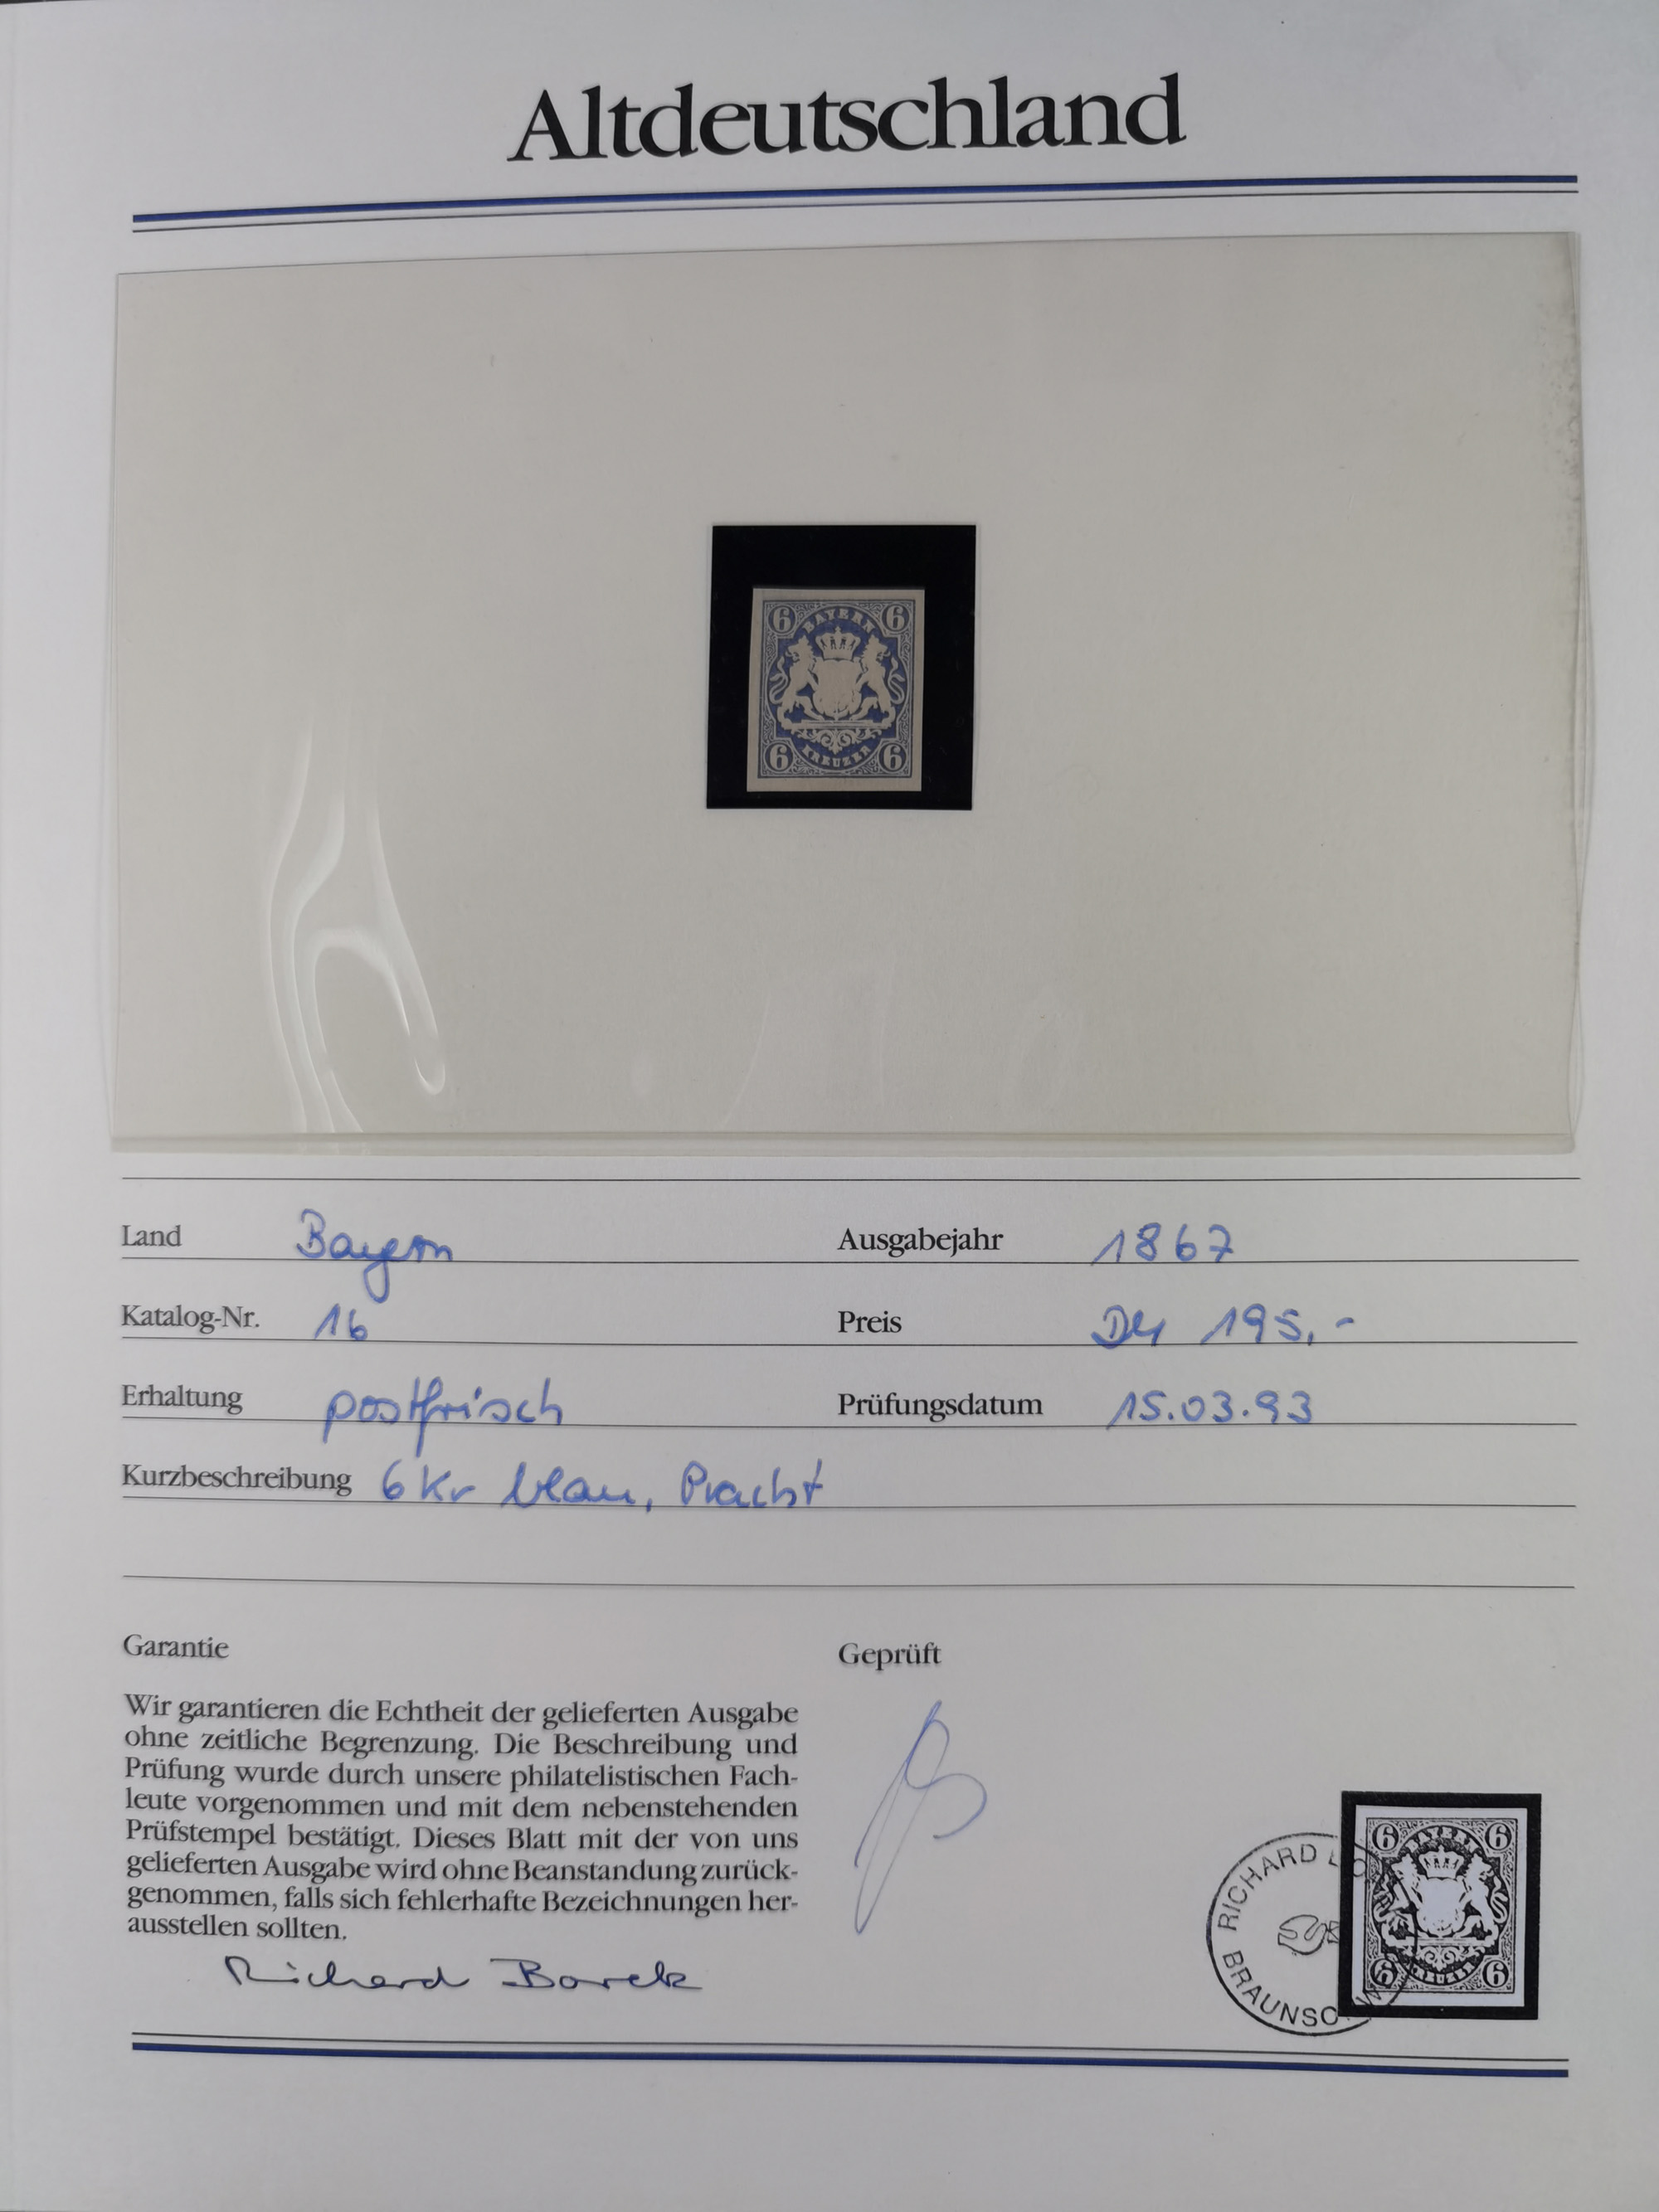 Altdeutschland
6 BAYERN 6
6 KREUZER 6
Land Bayern Ausgabejahr 1867
Katalog-Nr. 16 Preis DM 195,-
Erhaltung postfrisch Prüfungsdatum 15.03.93
Kurzbeschreibung 6 Kr blau, Pracht
Garantie
Geprüft
Wir garantieren die Echtheit der gelieferten Ausgabe
ohne zeitliche Begrenzung. Die Beschreibung und
Prüfung wurde durch unsere philatelistischen Fach-
leute vorgenommen und mit dem nebenstehenden
Prüfstempel bestätigt. Dieses Blatt mit der von uns
gelieferten Ausgabe wird ohne Beanstandung zurück-
genommen, falls sich fehlerhafte Bezeichnungen her-
ausstellen sollten.
Richard Borek
RICHARD
BRAUNSC
6 BAYERN 6
6 KREUZER 6